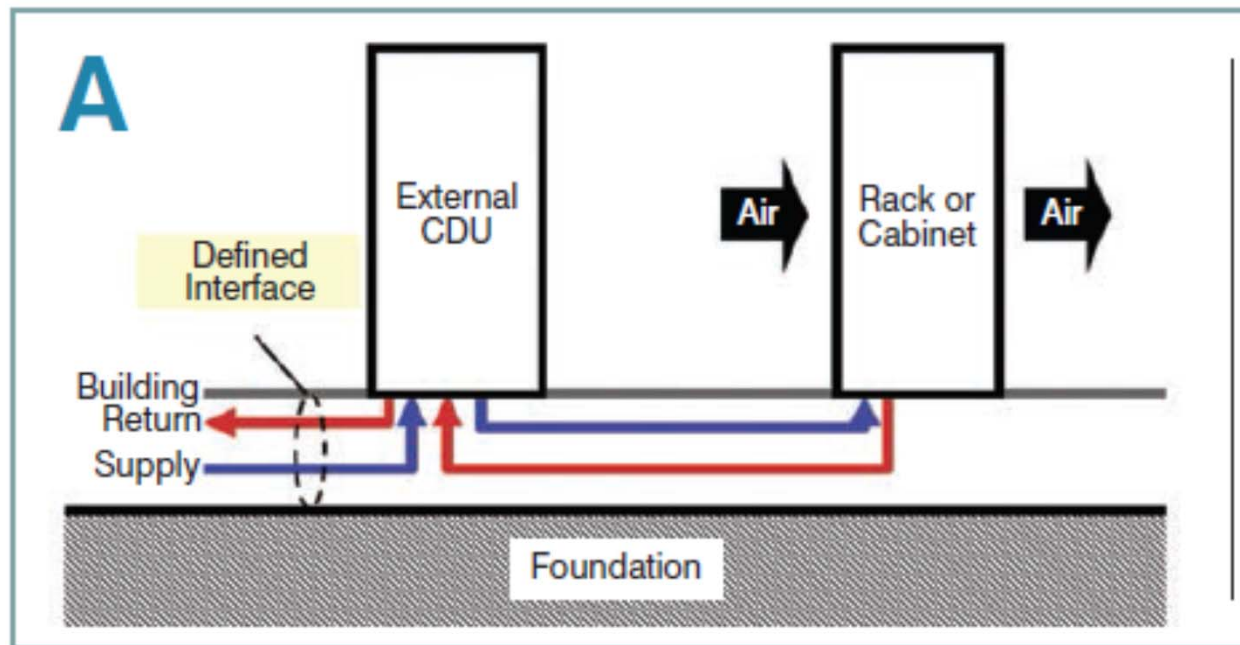 A
External
CDU
Air
Rack or
Cabinet
Air
Defined
Interface
Building
Return
Supply
Foundation